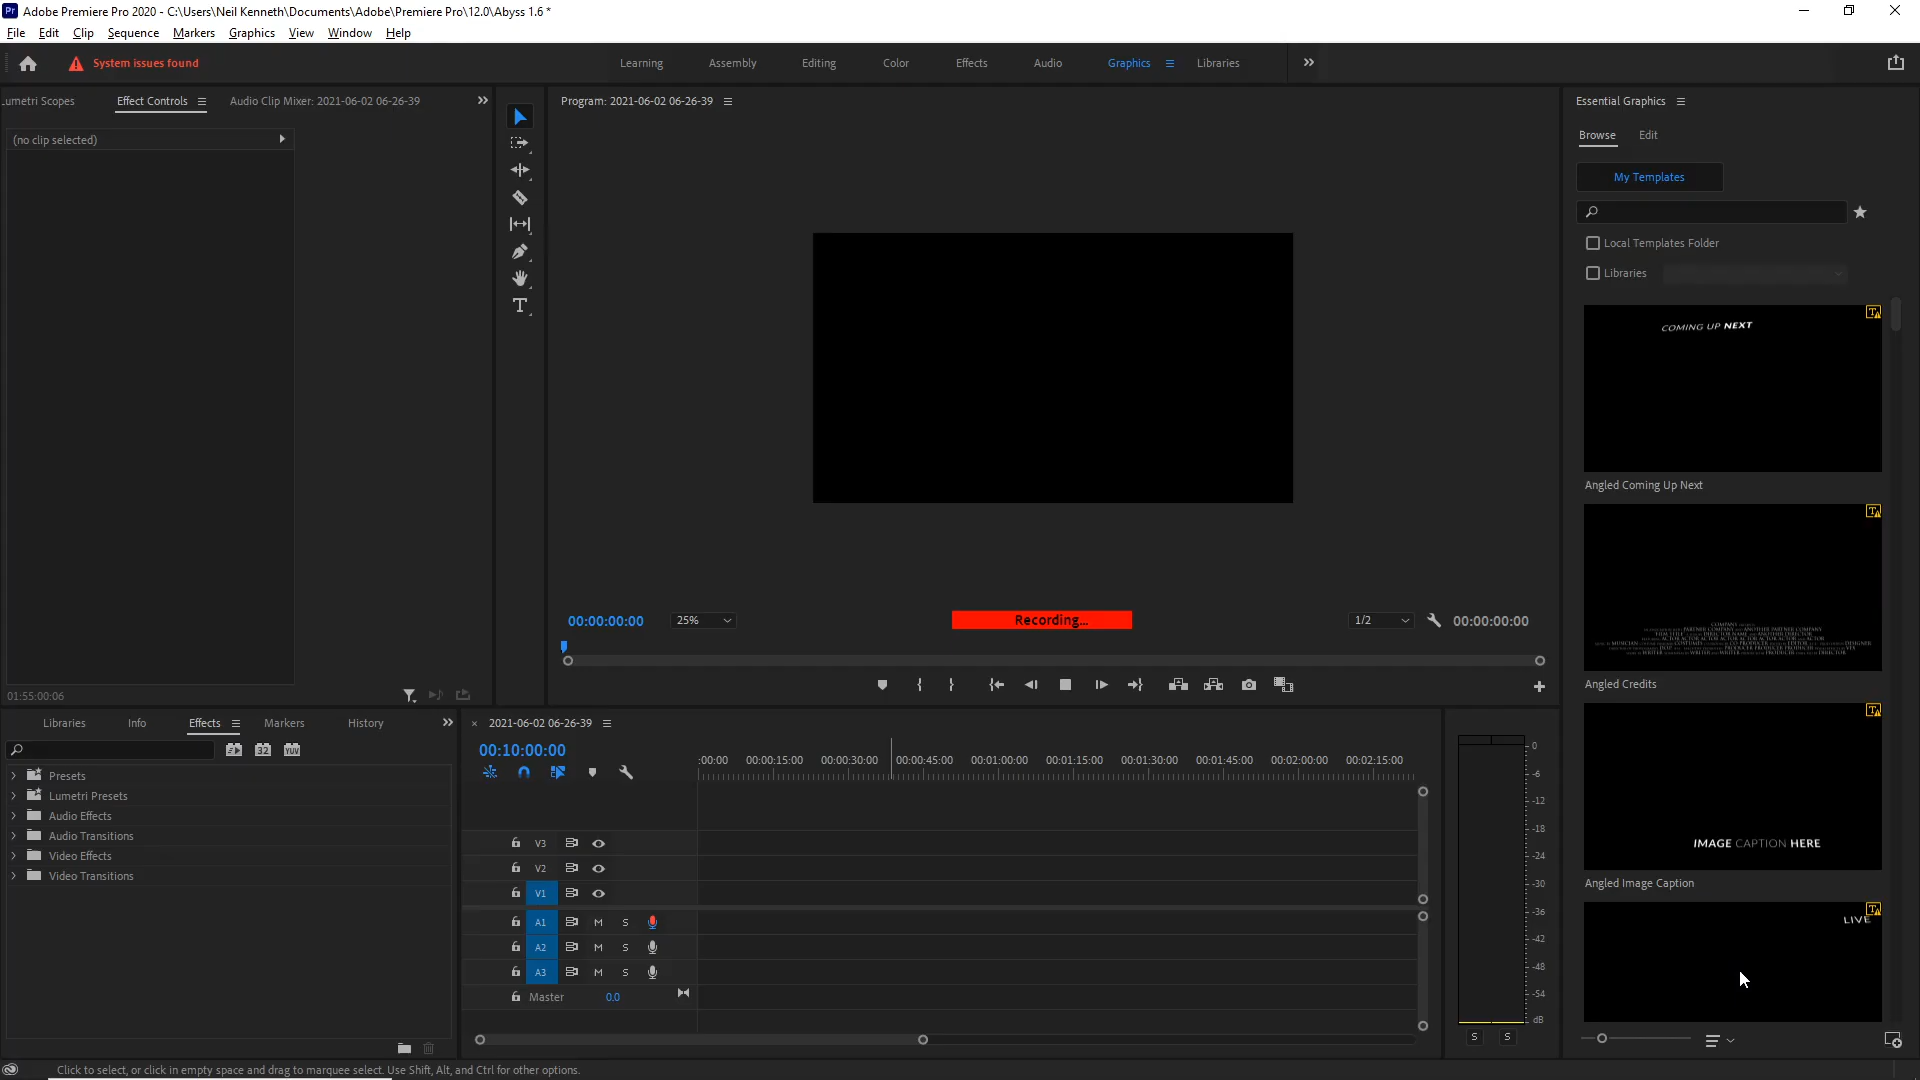 Pr Adobe Premiere Pro 2020 - C:\Users\Neil Kenneth\Documents\Adobe\Premiere Pro\12.0\Abyss 1.6 *
File Edit Clip Sequence Markers Graphics View Window Help
System issues found
Learning Assembly Editing Color Effects Audio Graphics Libraries
umetri Scopes Effect Controls Audio Clip Mixer: 2021-06-02 06-26-39
(no clip selected)
01:55:00:06
Program: 2021-06-02 06-26-39
00:00:00:00 25% Recording... 1/2 00:00:00:00
Essential Graphics
Browse Edit
My Templates
Local Templates Folder
Libraries
COMING UP NEXT
Angled Coming Up Next
Angled Credits
IMAGE CAPTION HERE
Angled Image Caption
LIVE
Libraries Info Effects Markers History
32 YUV
Presets
Lumetri Presets
Audio Effects
Audio Transitions
Video Effects
Video Transitions
× 2021-06-02 06-26-39
00:10:00:00
:00:00 00:00:15:00 00:00:30:00 00:00:45:00 00:01:00:00 00:01:15:00 00:01:30:00 00:01:45:00 00:02:00:00 00:02:15:00
V3
V2
V1
A1 M S
A2 M S
A3 M S
Master 0.0
0
-6
-12
-18
-24
-30
-36
-42
-48
-54
dB
S S
Click to select, or click in empty space and drag to marquee select. Use Shift, Alt, and Ctrl for other options.